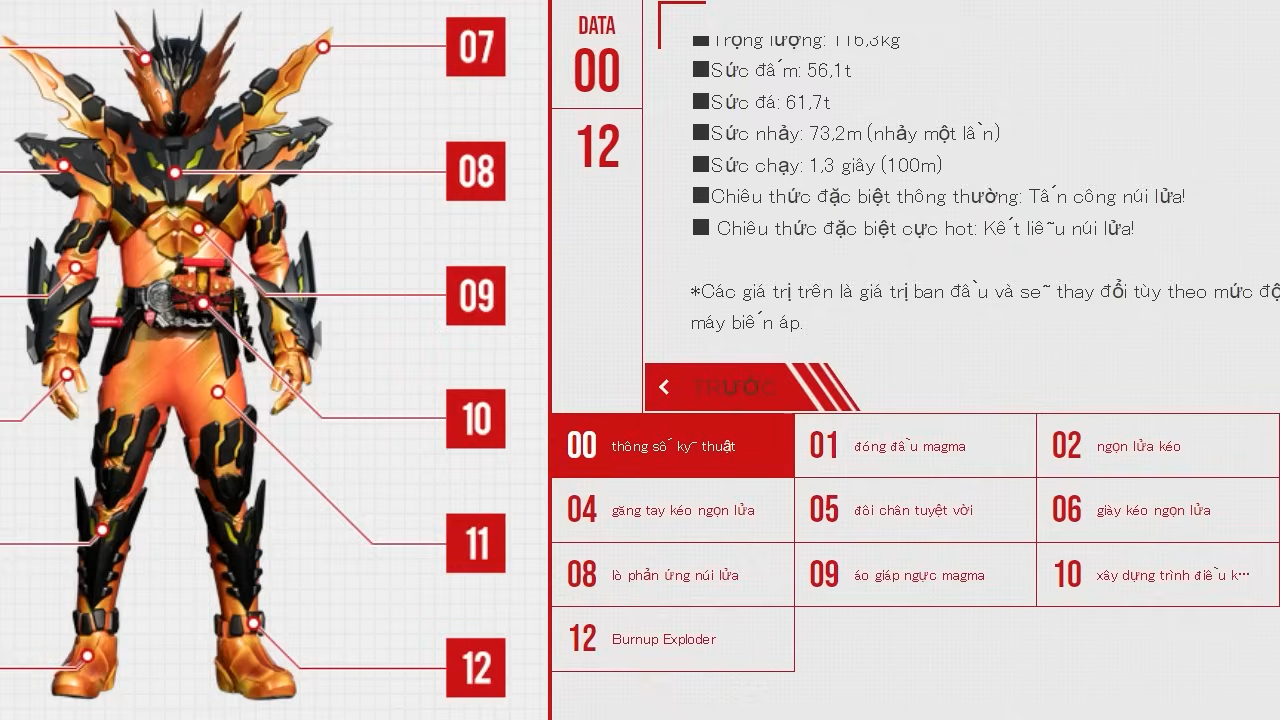 07
08
09
10
11
12
DATA
00
12
Trọng lượng: 116,3kg
■Sức đấm: 56,1t
■Sức đá: 61,7t
■Sức nhảy: 73,2m (nhảy một lần)
■Sức chạy: 1,3 giây (100m)
■Chiêu thức đặc biệt thông thường: Tấn công núi lửa!
■ Chiêu thức đặc biệt cực hot: Kết liễu núi lửa!
*Các giá trị trên là giá trị ban đầu và sẽ thay đổi tùy theo mức độ
máy biến áp.
TRƯỚC
00 thông số kỹ thuật
01 đóng dầu magma
02 ngọn lửa kéo
04 găng tay kéo ngọn lửa
05 đôi chân tuyệt vời
06 giày kéo ngọn lửa
08 lò phản ứng núi lửa
09 áo giáp ngực magma
10 xây dựng trình điều k…
12 Burnup Exploder